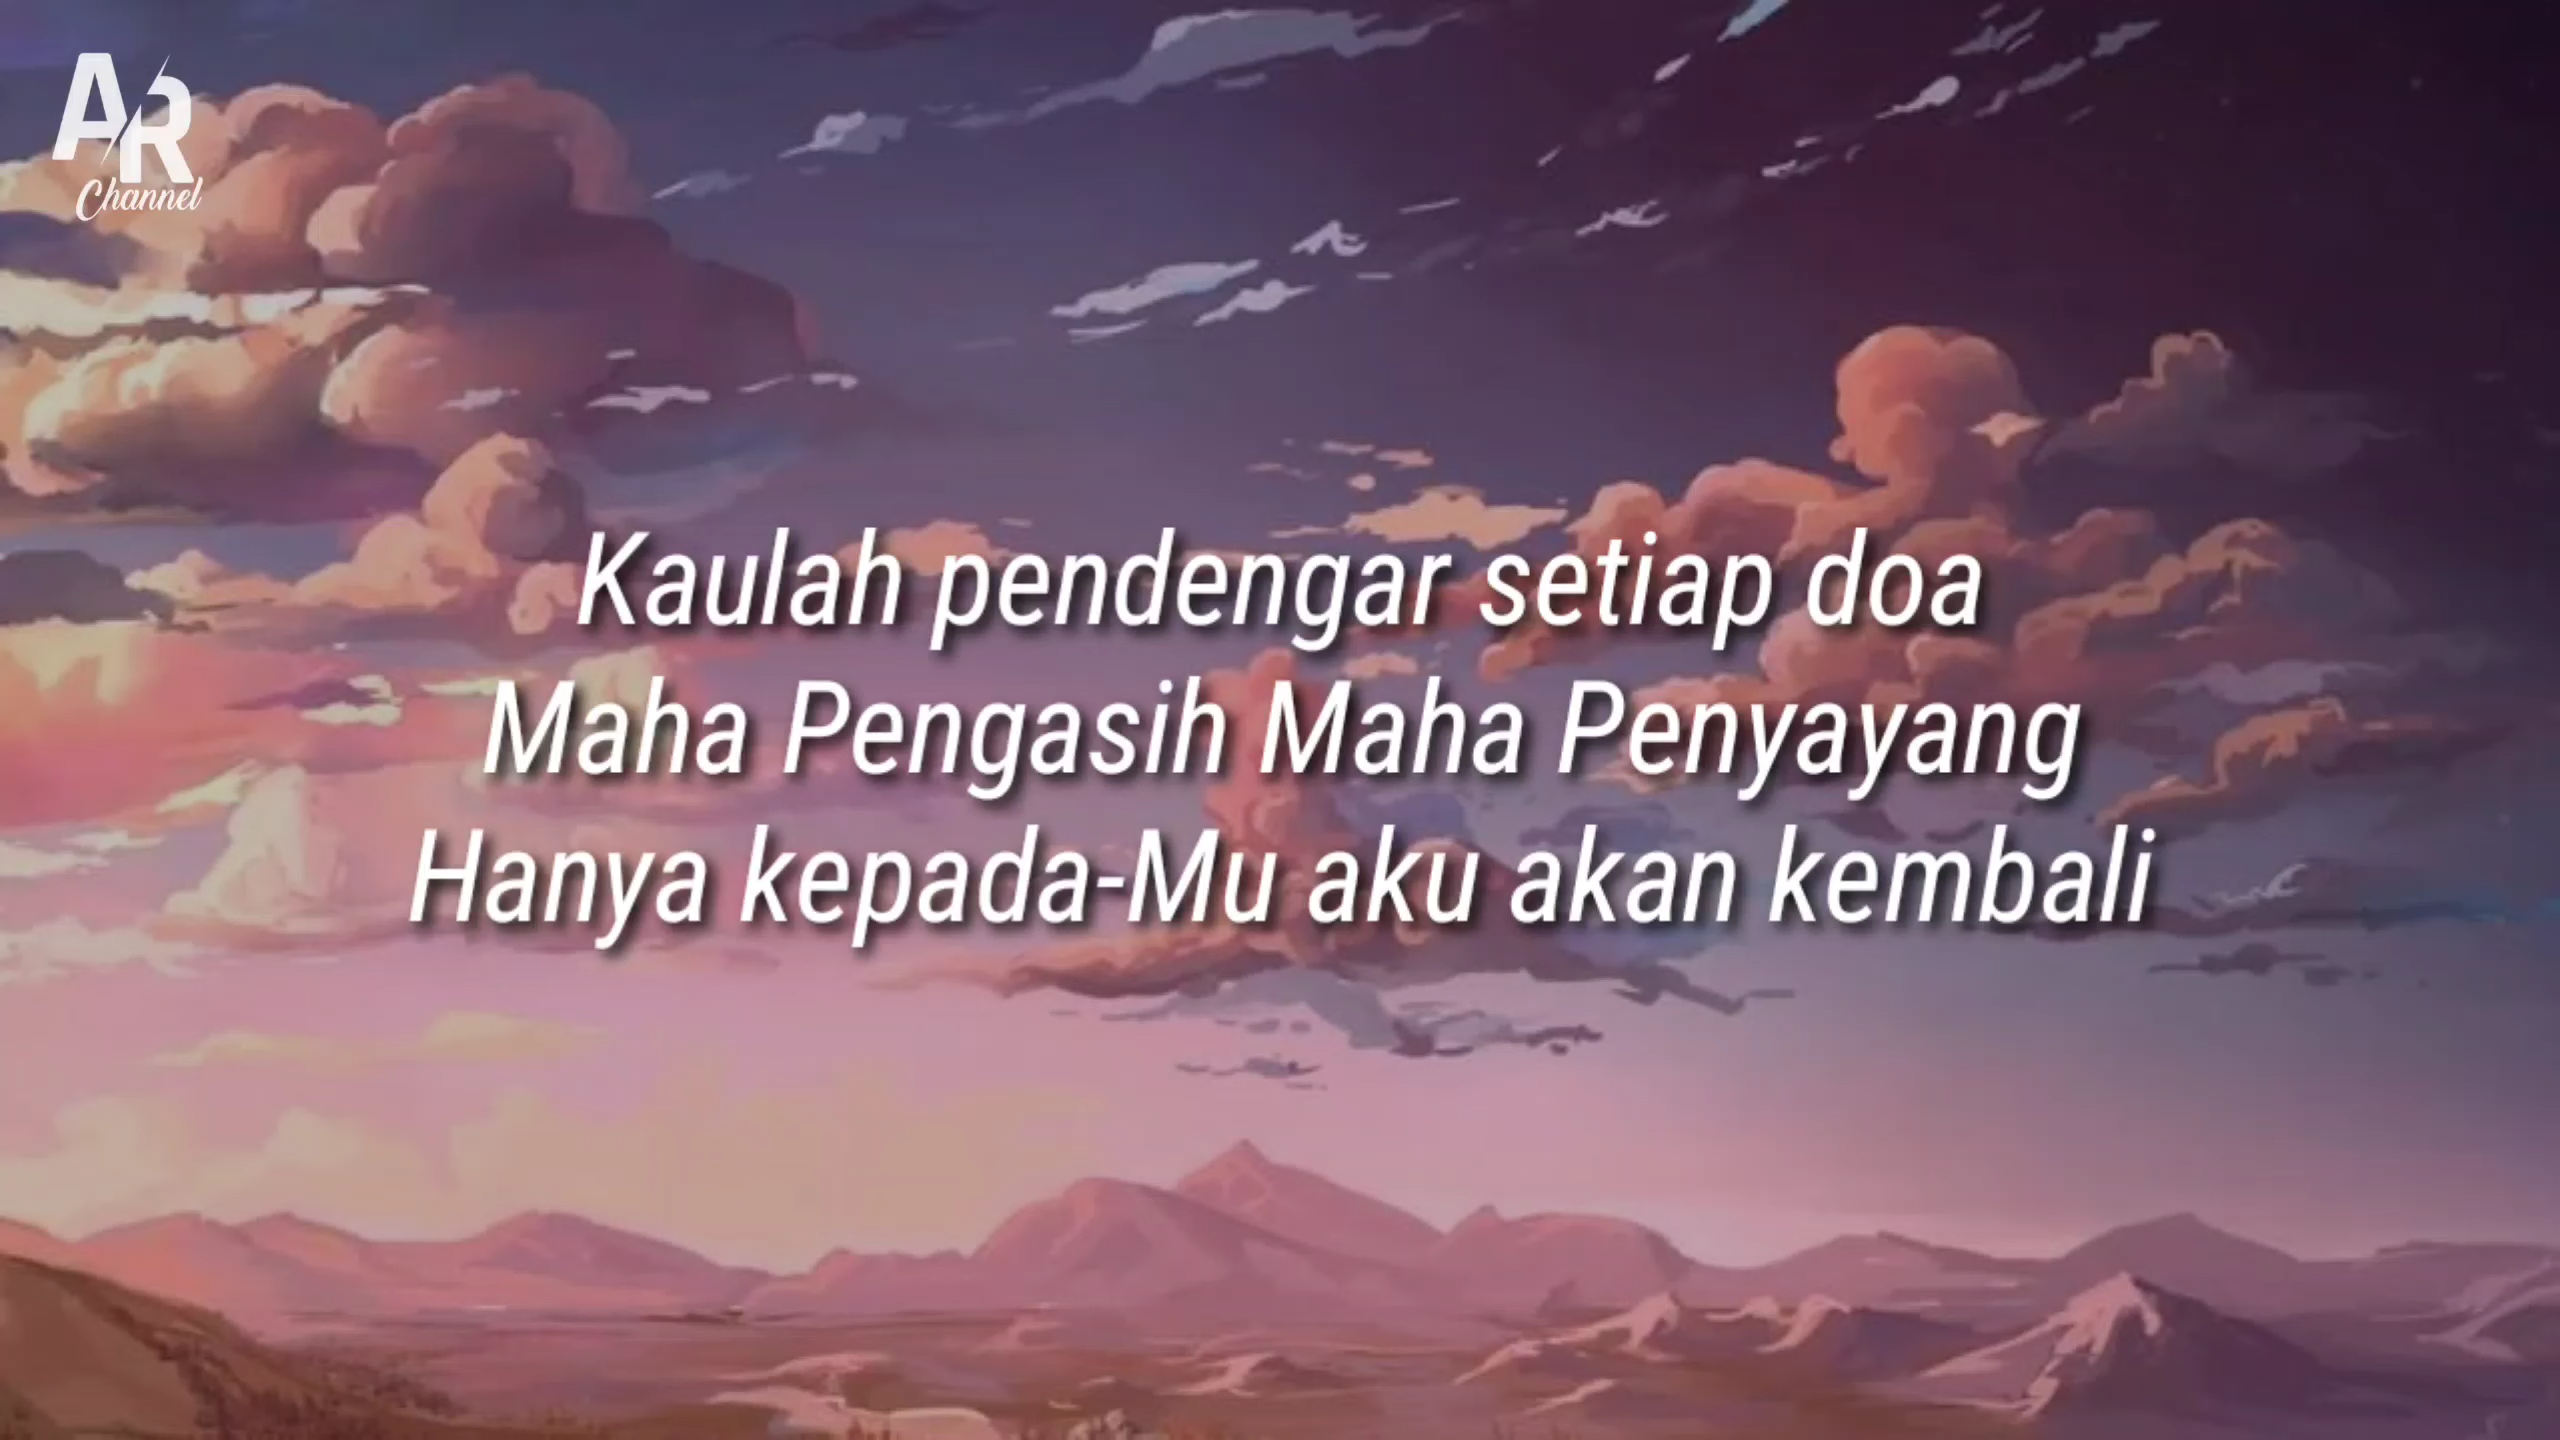 AR
Channel
Kaulah pendengar setiap doa
Maha Pengasih Maha Penyayang
Hanya kepada-Mu aku akan kembali